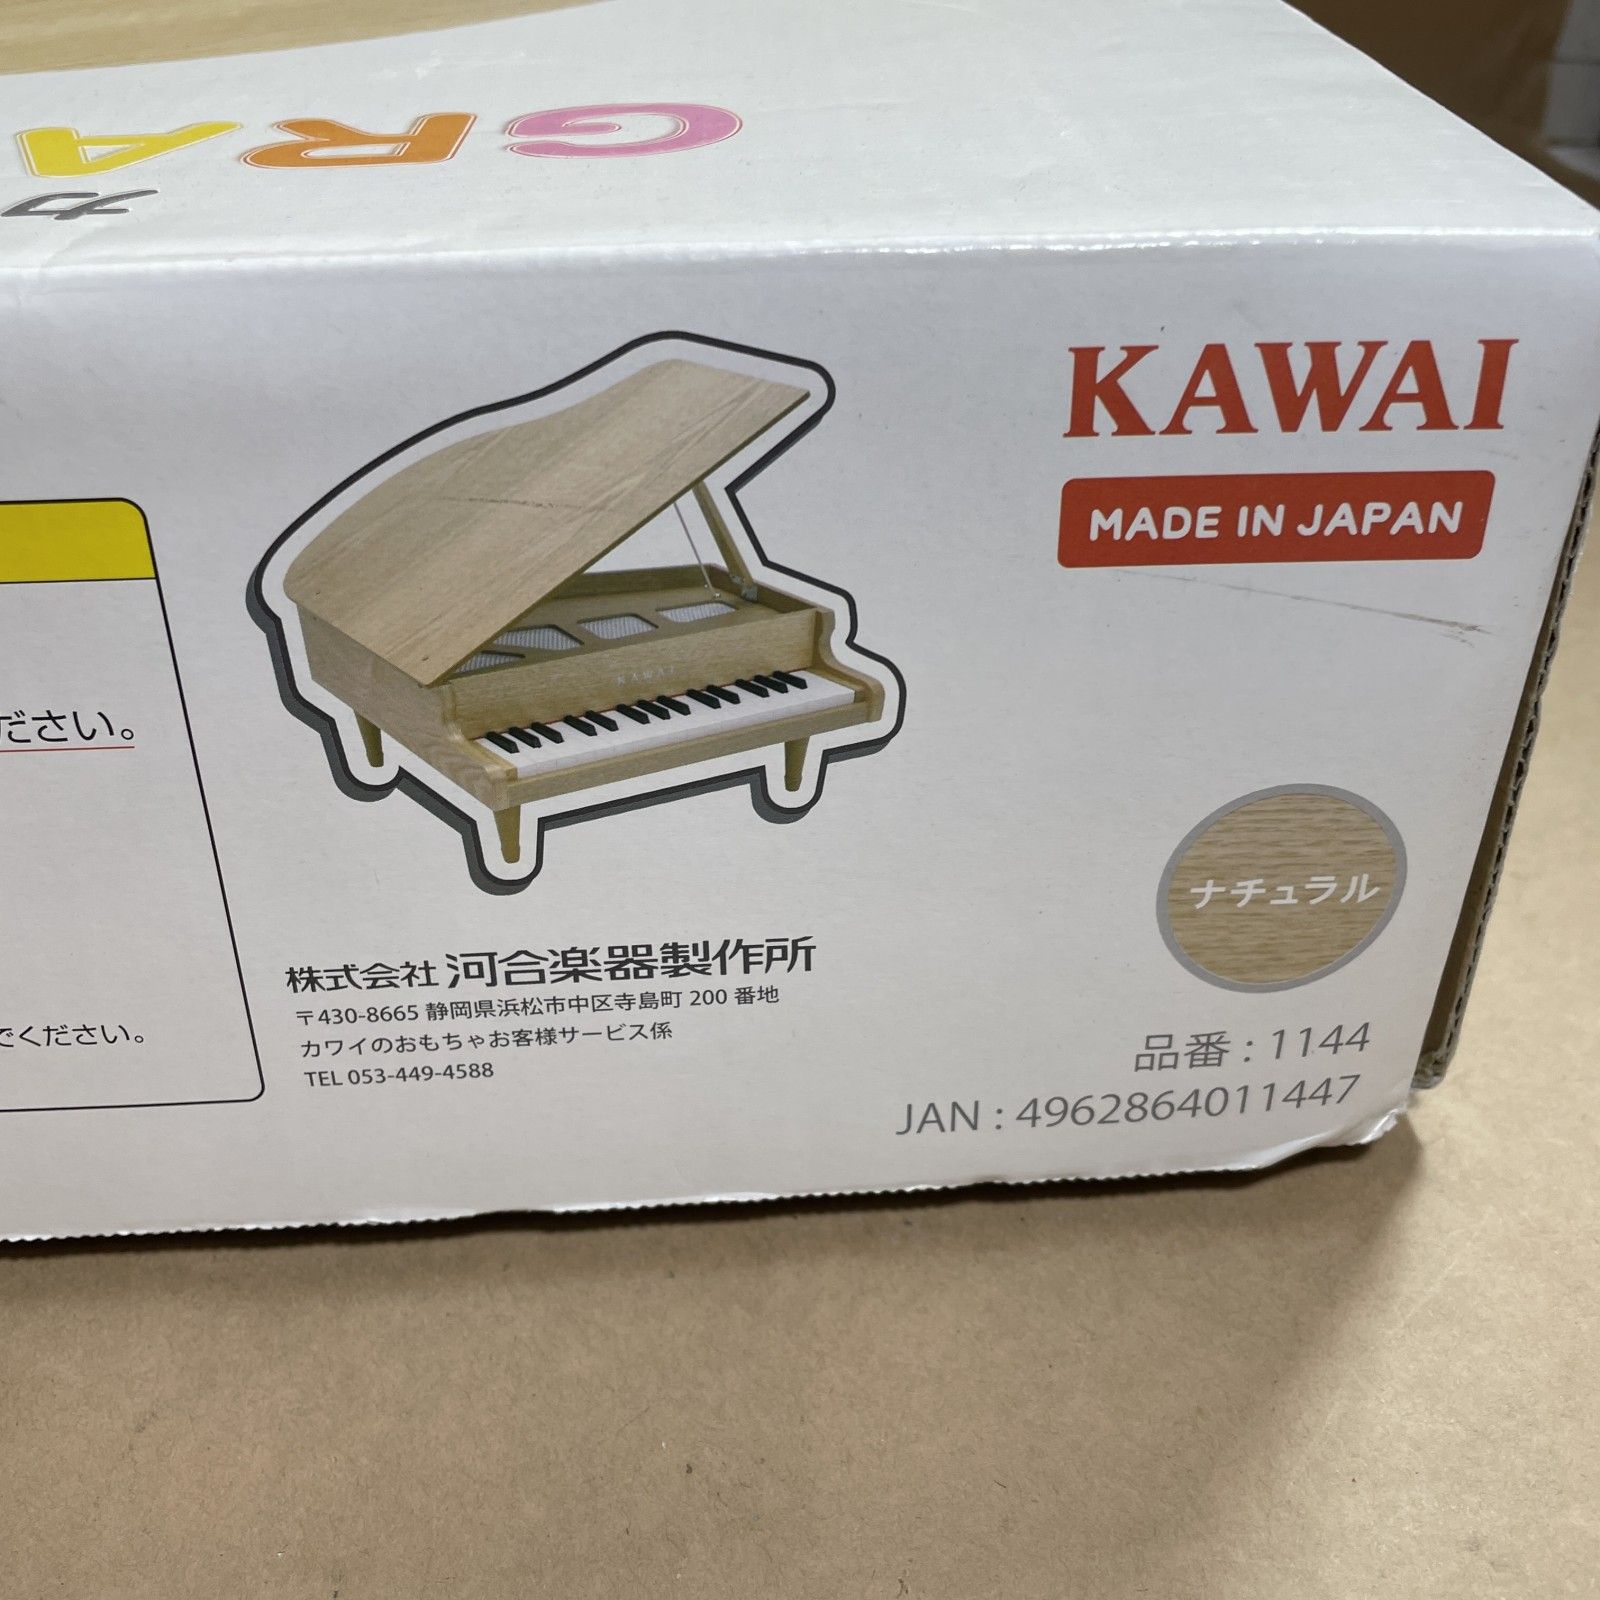 GRA
カ
KAWAI
MADE IN JAPAN
KAWAI
ださい。
ナチュラル
株式会社 河合楽器製作所
〒430-8665 静岡県浜松市中区寺島町 200 番地
カワイのおもちゃお客様サービス係
TEL 053-449-4588
でください。
品番 : 1144
JAN : 4962864011447